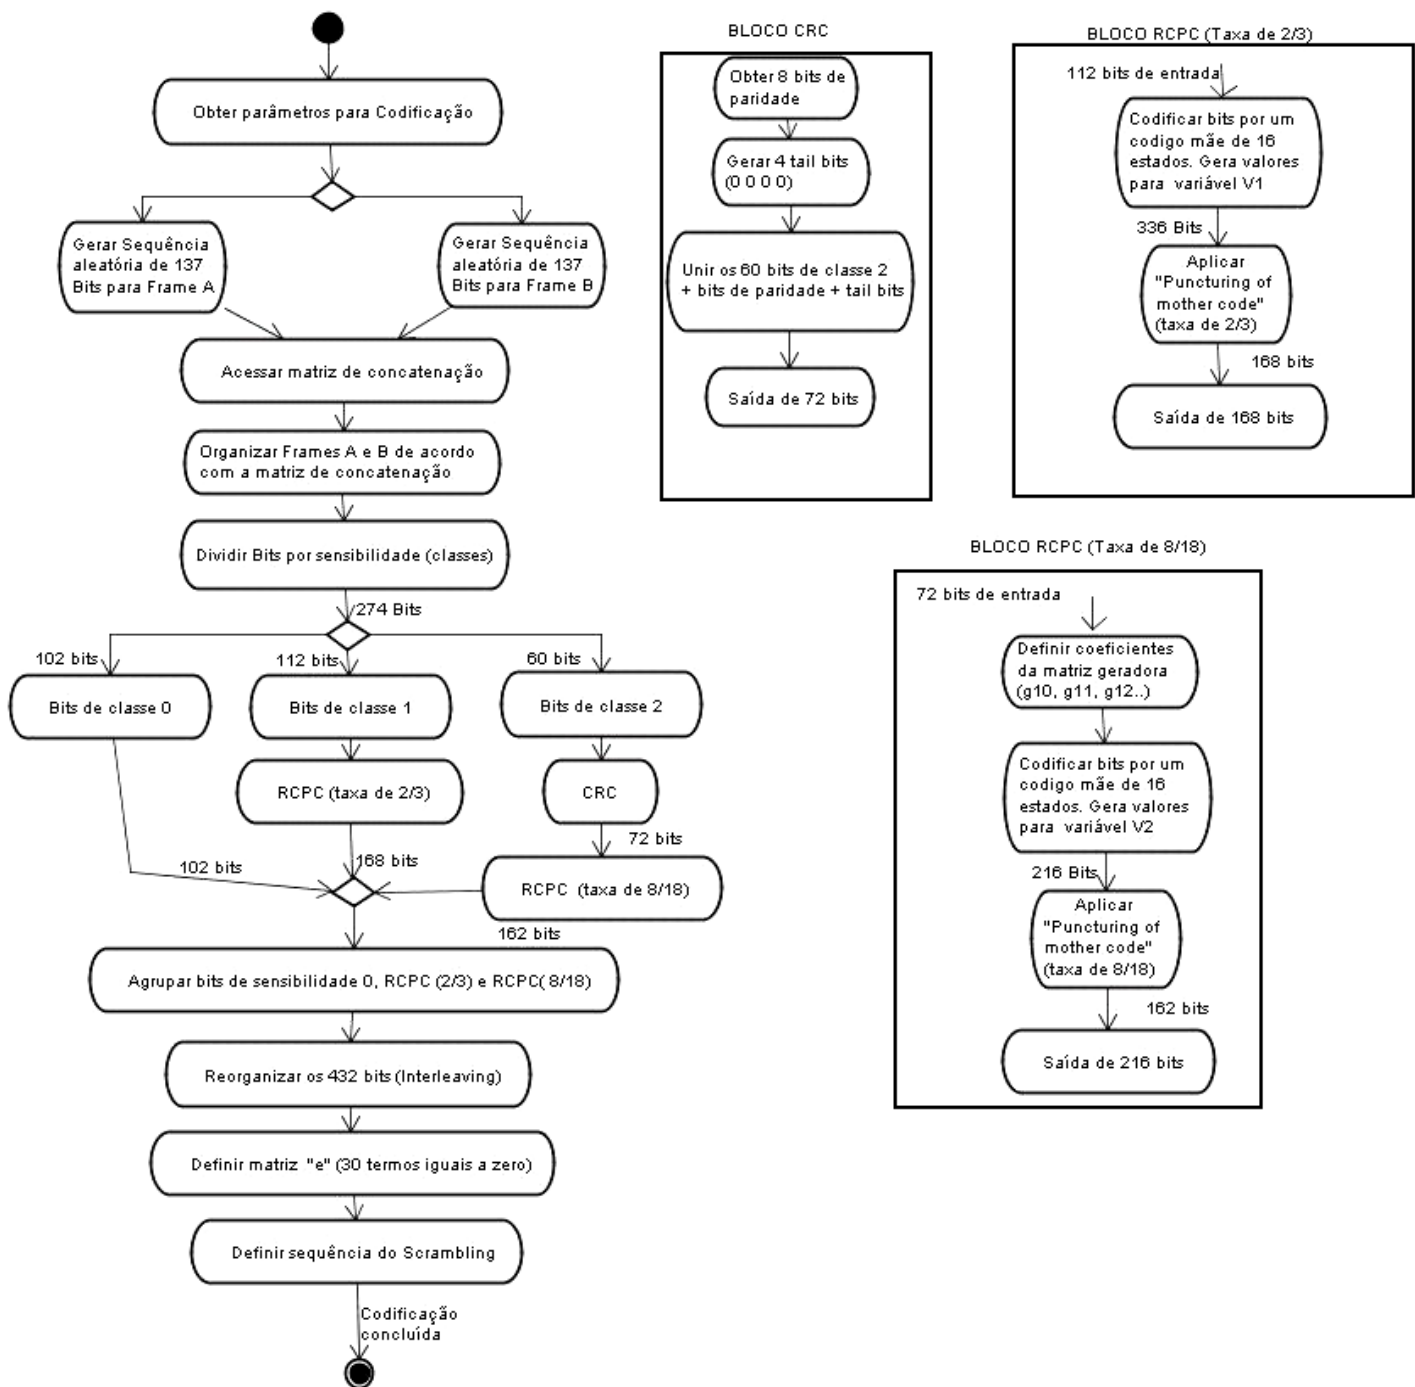 Obter parâmetros para Codificação
Gerar Sequência
aleatória de 137
Bits para Frame A
Gerar Sequência
aleatória de 137
Bits para Frame B
Acessar matriz de concatenação
Organizar Frames A e B de acordo
com a matriz de concatenação
Dividir Bits por sensibilidade (classes)
274 Bits
102 bits
112 bits
60 bits
Bits de classe 0
Bits de classe 1
Bits de classe 2
RCPC (taxa de 2/3)
CRC
72 bits
102 bits
168 bits
RCPC (taxa de 8/18)
162 bits
Agrupar bits de sensibilidade 0, RCPC (2/3) e RCPC( 8/18)
Reorganizar os 432 bits (Interleaving)
Definir matriz "e" (30 termos iguais a zero)
Definir sequência do Scrambling
Codificação
concluída
BLOCO CRC
Obter 8 bits de
paridade
Gerar 4 tail bits
(0 0 0 0)
Unir os 60 bits de classe 2
+ bits de paridade + tail bits
Saída de 72 bits
BLOCO RCPC (Taxa de 2/3)
112 bits de entrada
Codificar bits por um
codigo mãe de 16
estados. Gera valores
para variável V1
336 Bits
Aplicar
"Puncturing of
mother code"
(taxa de 2/3)
168 bits
Saída de 168 bits
BLOCO RCPC (Taxa de 8/18)
72 bits de entrada
Definir coeficientes
da matriz geradora
(g10, g11, g12..)
Codificar bits por um
codigo mãe de 16
estados. Gera valores
para variável V2
216 Bits
Aplicar
"Puncturing of
mother code"
(taxa de 8/18)
162 bits
Saída de 216 bits